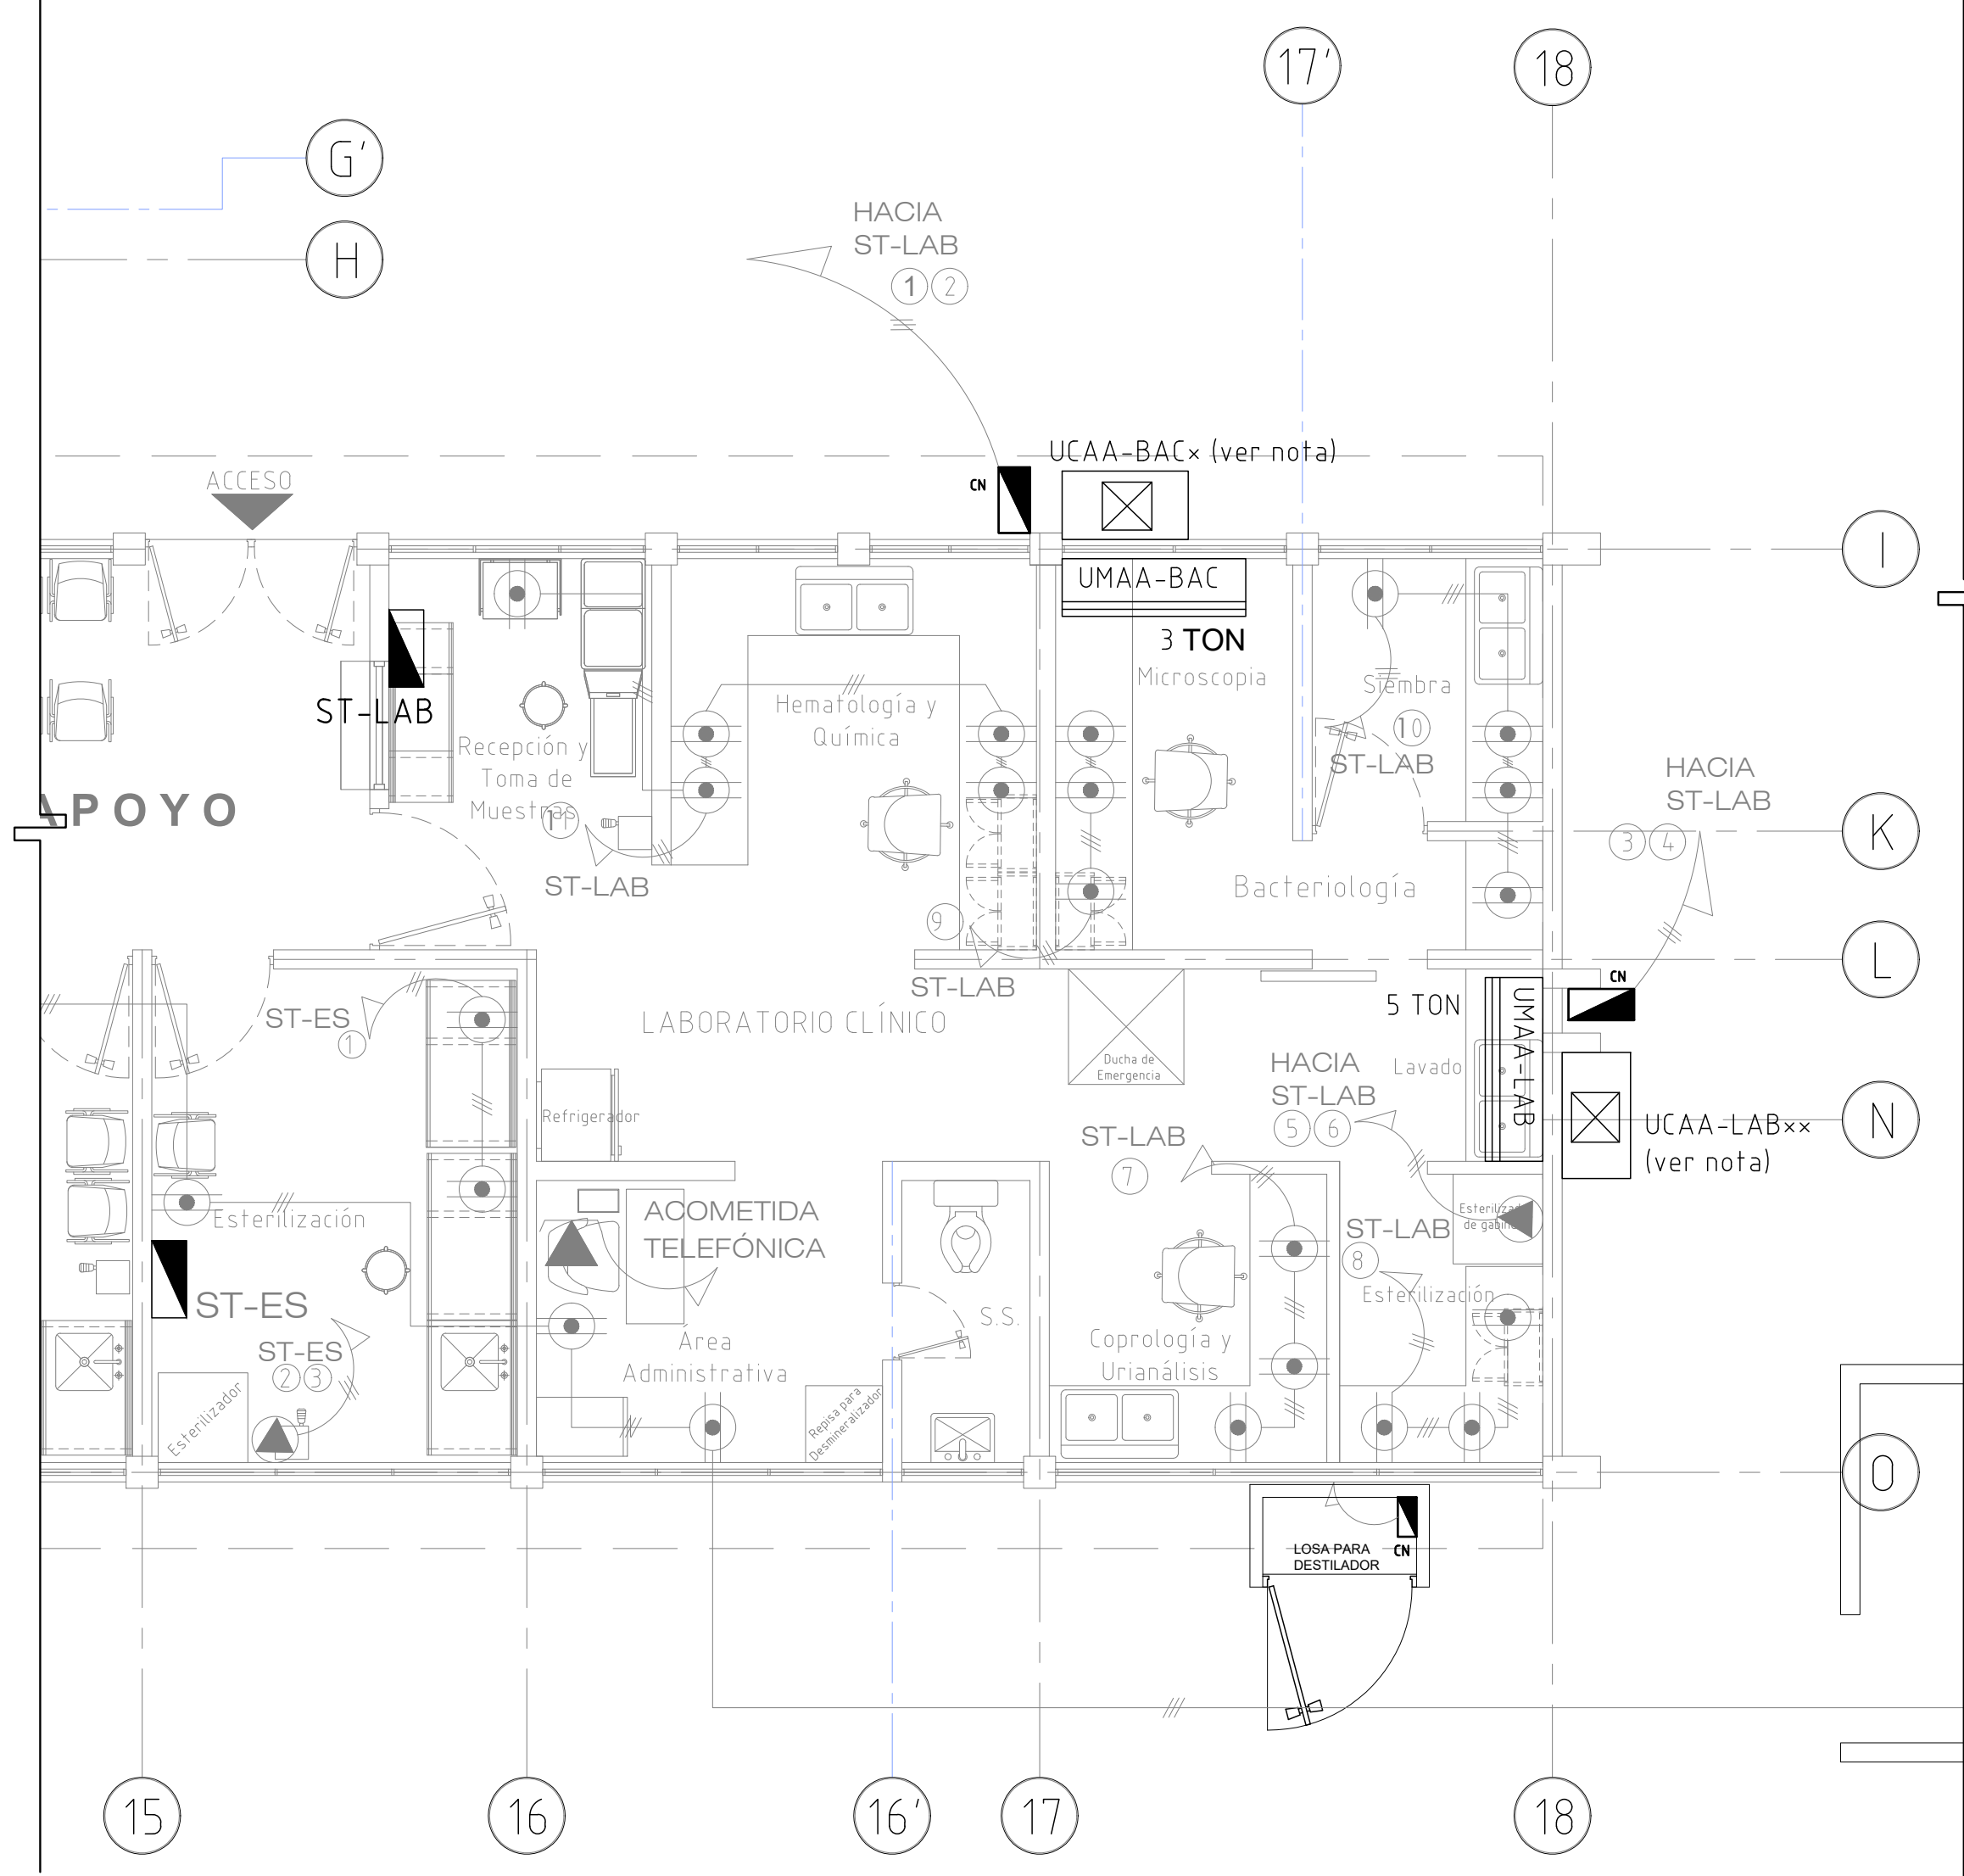 17'
18
G'
H
HACIA
ST-LAB
1 2
UCAA-BACx (ver nota)
CN
ACCESO
I
UMAA-BAC
3 TON
Microscopia
Siembra
10
ST-LAB
ST-LAB
Hematología y
Química
Recepción y
Toma de
Muestras
11
ST-LAB
HACIA
ST-LAB
3 4
APOYO
K
Bacteriología
9
ST-LAB
L
CN
5 TON
UMAA-LAB
ST-ES
1
LABORATORIO CLÍNICO
Ducha de
Emergencia
Lavado
HACIA
ST-LAB
5 6
Refrigerador
N
UCAA-LABxx
(ver nota)
ST-LAB
7
Esterilización
ACOMETIDA
TELEFÓNICA
Esterilizador
de gabinete
ST-LAB
8
Esterilización
ST-ES
S.S.
ST-ES
2 3
Área
Administrativa
Coprología y
Urianálisis
Esterilizador
Repisa para
Desmineralizador
O
LOSA PARA
DESTILADOR
CN
15
16
16'
17
18